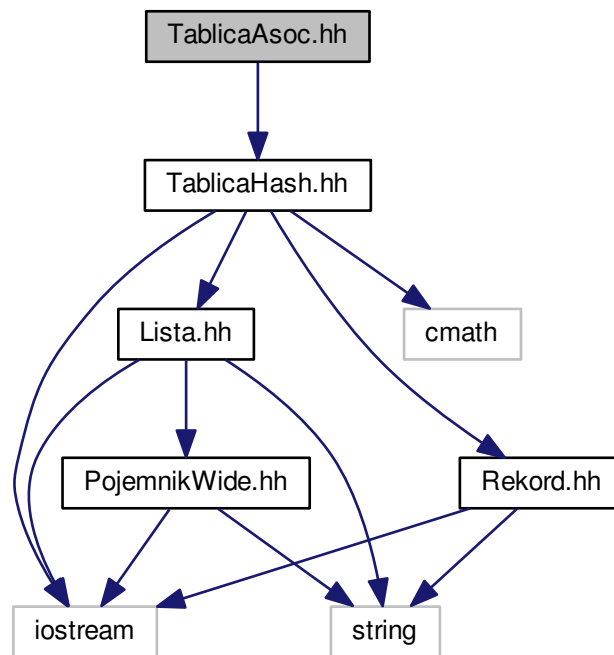 TablicaAsoc.hh
TablicaHash.hh
Lista.hh
cmath
PojemnikWide.hh
Rekord.hh
iostream
string